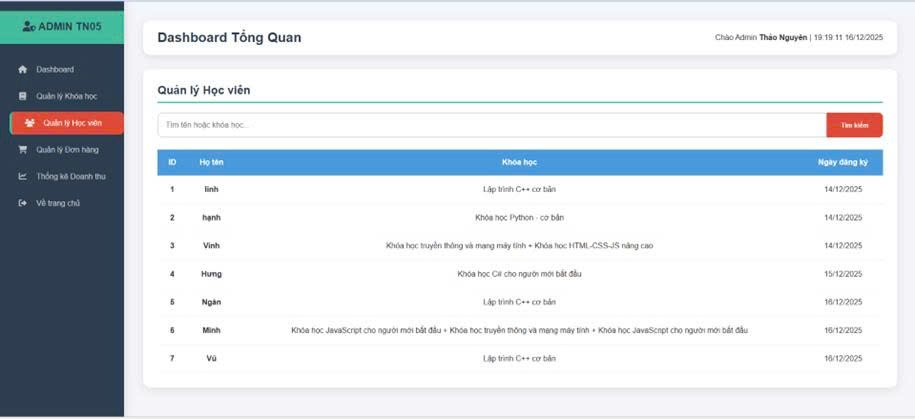 ADMIN TN05
Dashboard
Quản lý Khóa học
Quản lý Học viên
Quản lý Đơn hàng
Thống kê Doanh thu
Về trang chủ
Dashboard Tổng Quan
Chào Admin Thảo Nguyên | 19:19:11 16/12/2025
Quản lý Học viên
Tìm tên hoặc khóa học...
Tìm kiếm
ID Họ tên Khóa học Ngày đăng ký
1 linh Lập trình C++ cơ bản 14/12/2025
2 hạnh Khóa học Python - cơ bản 14/12/2025
3 Vinh Khóa học truyền thông và mạng máy tính + Khóa học HTML-CSS-JS nâng cao 14/12/2025
4 Hưng Khóa học C# cho người mới bắt đầu 15/12/2025
5 Ngân Lập trình C++ cơ bản 16/12/2025
6 Minh Khóa học JavaScript cho người mới bắt đầu + Khóa học truyền thông và mạng máy tính + Khóa học JavaScript cho người mới bắt đầu 16/12/2025
7 Vũ Lập trình C++ cơ bản 16/12/2025